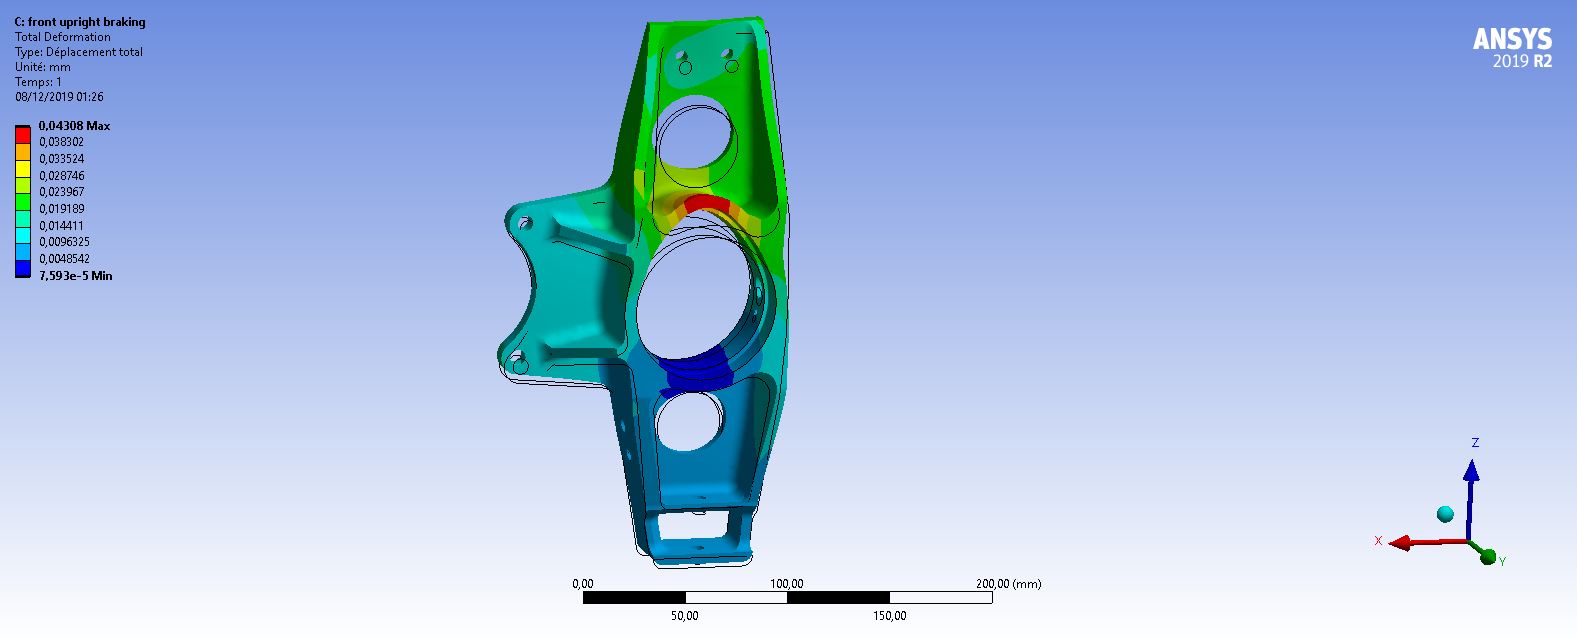 C: front upright braking
Total Deformation
Type: Déplacement total
Unité: mm
Temps: 1
08/12/2019 01:26
0,04308 Max
0,038302
0,033524
0,028746
0,023967
0,019189
0,014411
0,0096325
0,0048542
7,593e-5 Min
ANSYS
2019 R2
Z
X
Y
0,00 100,00 200,00 (mm)
50,00 150,00